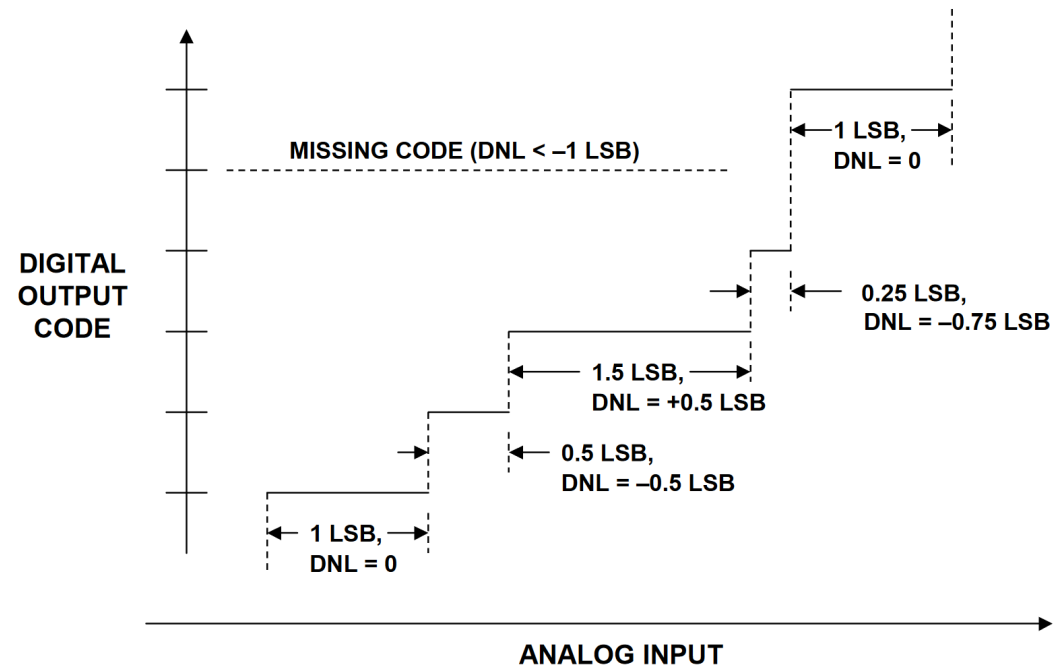 MISSING CODE (DNL < –1 LSB)
1 LSB,
DNL = 0
DIGITAL
OUTPUT
CODE
0.25 LSB,
DNL = –0.75 LSB
1.5 LSB,
DNL = +0.5 LSB
0.5 LSB,
DNL = –0.5 LSB
1 LSB,
DNL = 0
ANALOG INPUT